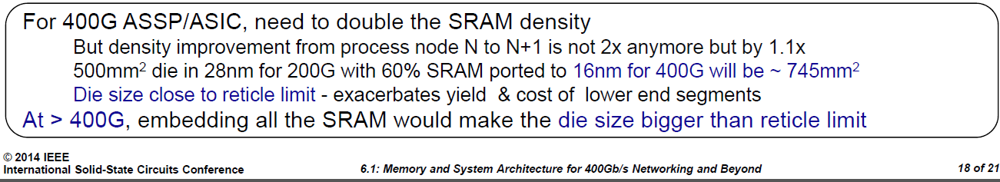 For 400G ASSP/ASIC, need to double the SRAM density
But density improvement from process node N to N+1 is not 2x anymore but by 1.1x
500mm² die in 28nm for 200G with 60% SRAM ported to 16nm for 400G will be ~ 745mm²
Die size close to reticle limit - exacerbates yield & cost of lower end segments
At > 400G, embedding all the SRAM would make the die size bigger than reticle limit
© 2014 IEEE
International Solid-State Circuits Conference
6.1: Memory and System Architecture for 400Gb/s Networking and Beyond
18 of 21